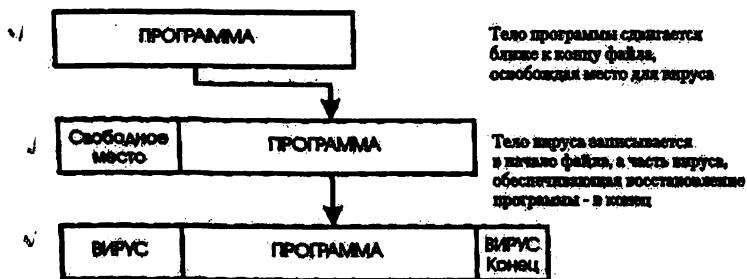 ПРОГРАММА
Тело программы сдвигается
ближе к концу файла,
освобождая место для вируса
Свободное
место
ПРОГРАММА
Тело вируса записывается
в начало файла, а часть вируса,
обеспечивающая восстановление
программы - в конец
ВИРУС
ПРОГРАММА
ВИРУС
Конец